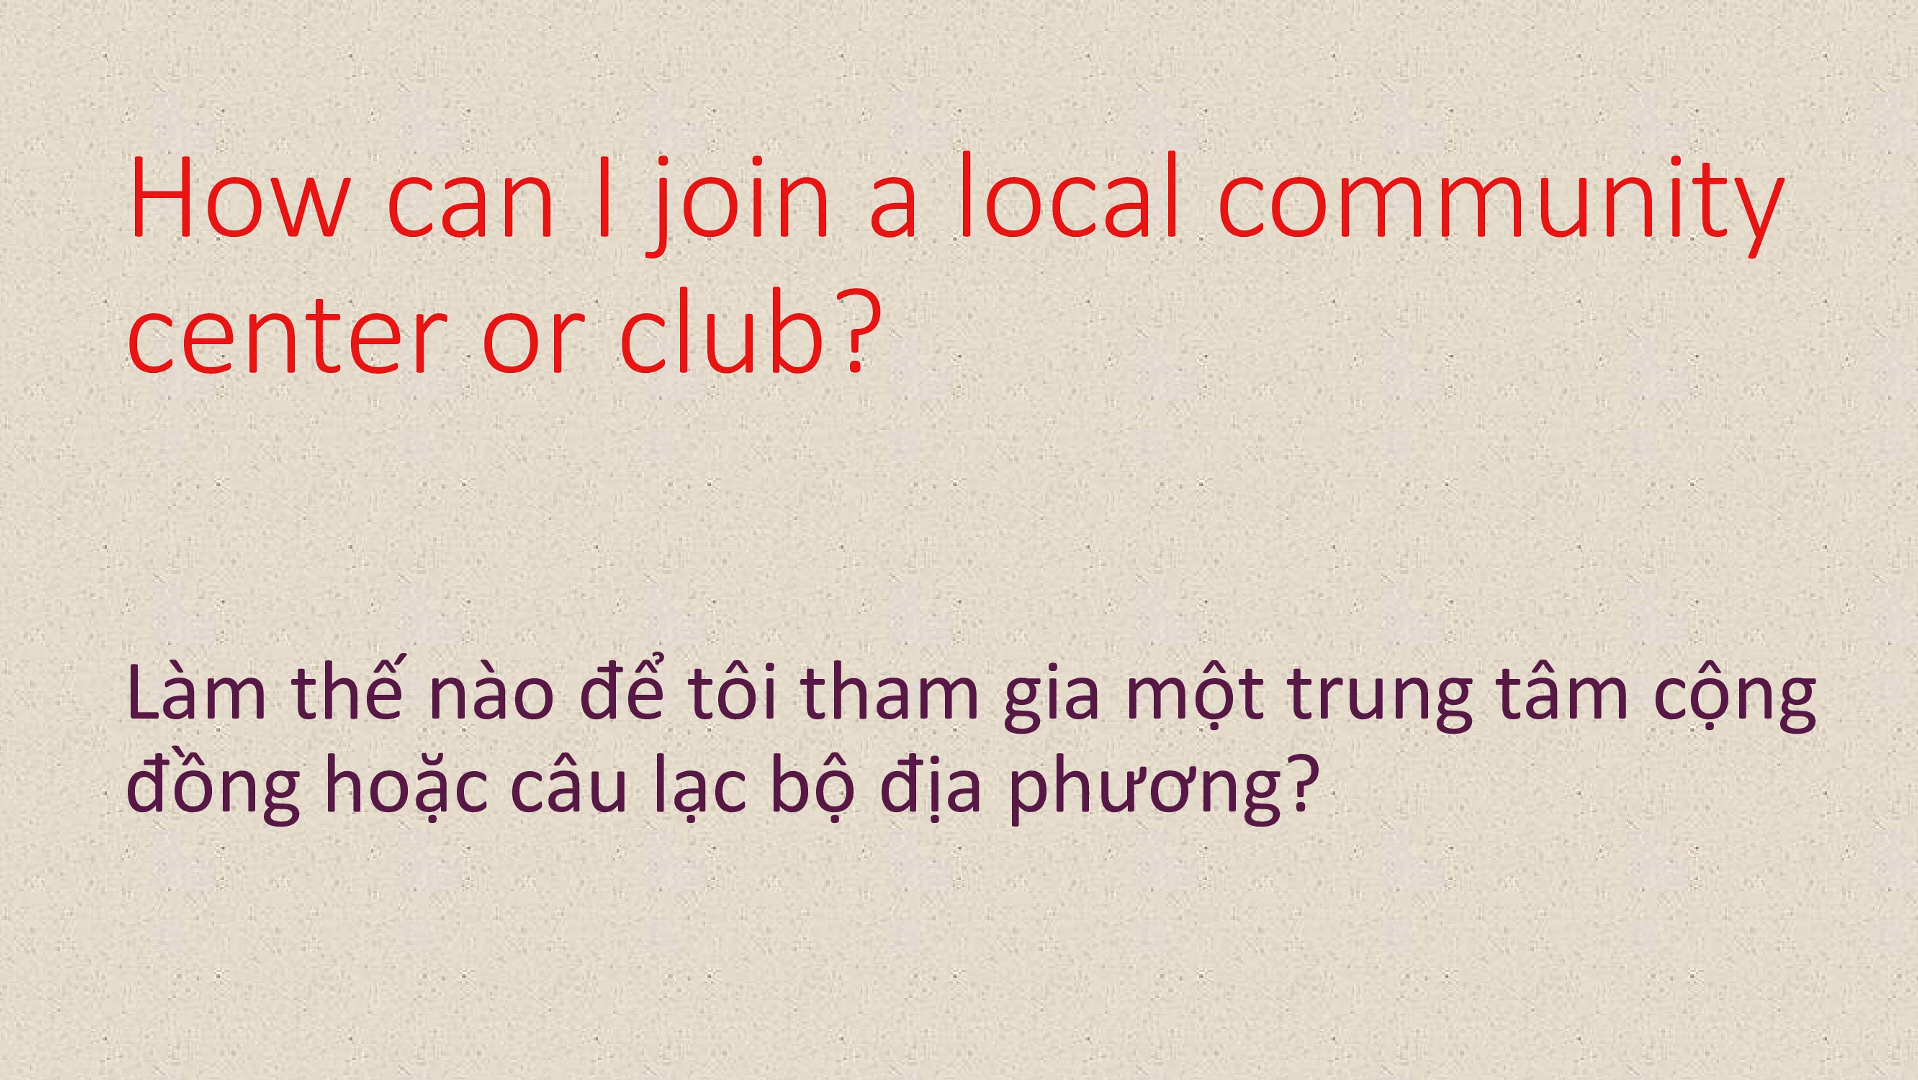 How can I join a local community
center or club?
Làm thế nào để tôi tham gia một trung tâm cộng
đồng hoặc câu lạc bộ địa phương?